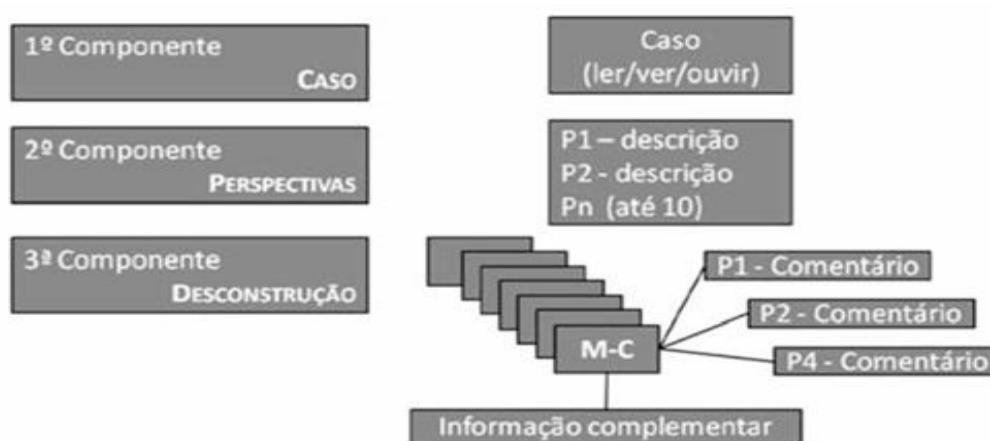 1º Componente
CASO
Caso
(ler/ver/ouvir)
2º Componente
PERSPECTIVAS
P1 – descrição
P2 - descrição
Pn (até 10)
3ª Componente
DESCONSTRUÇÃO
P1 - Comentário
P2 - Comentário
P4 - Comentário
M-C
Informação complementar